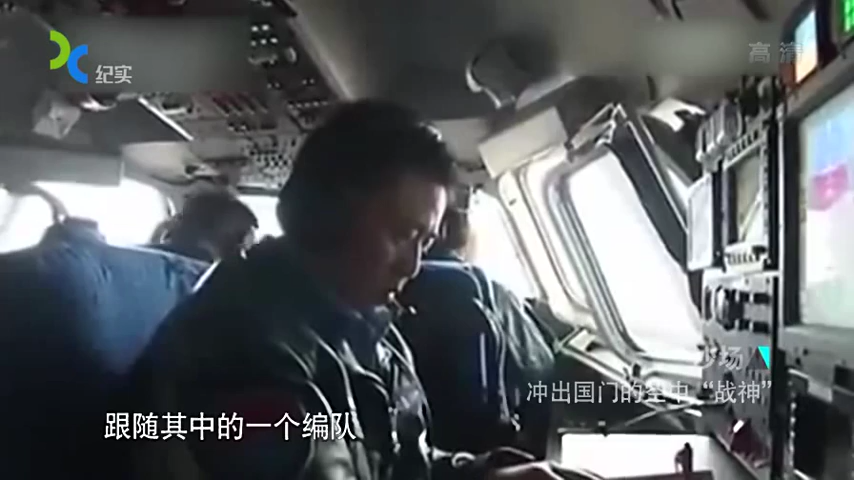 纪实
高清
少场
冲出国门的空中“战神”
跟随其中的一个编队